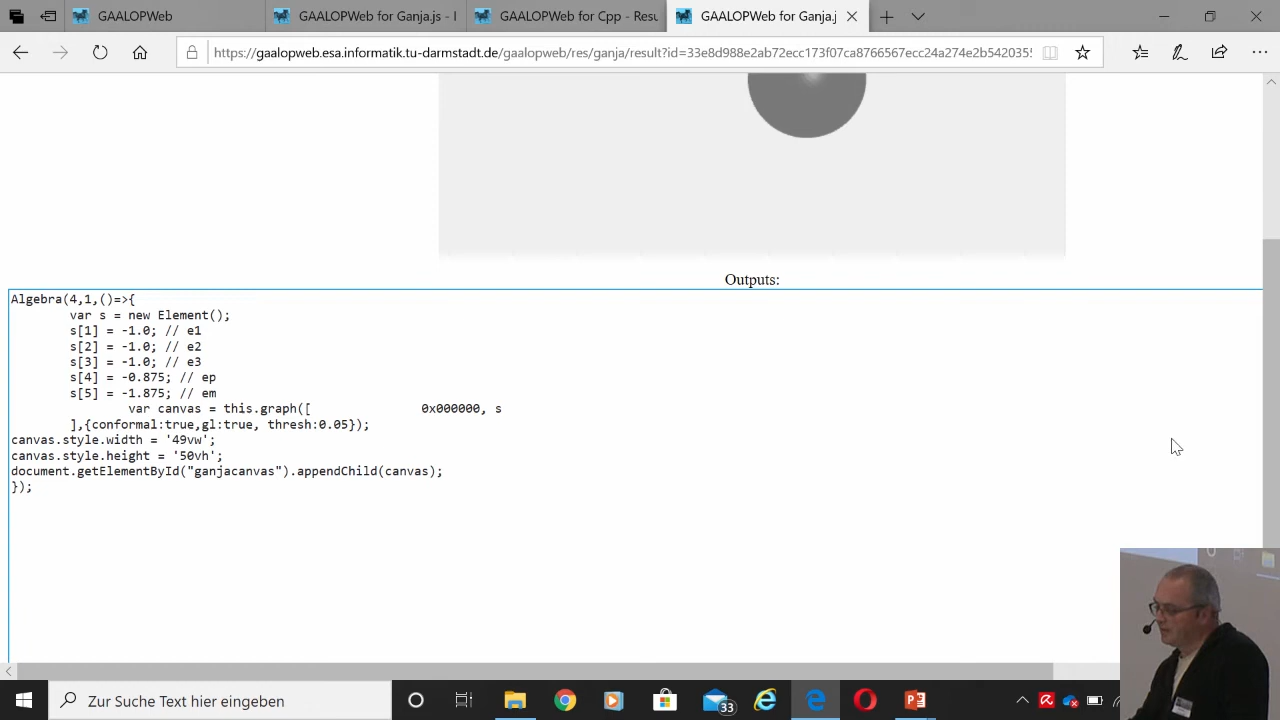 GAALOPWeb
GAALOPWeb for Ganja.js - I
GAALOPWeb for Cpp - Resu
GAALOPWeb for Ganja.j
https://gaalopweb.esa.informatik.tu-darmstadt.de/gaalopweb/res/ganja/result?id=33e8d988e2ab72ecc173f07ca8766567ecc24a274e2b542035
Outputs:
Algebra(4,1,()=>{
var s = new Element();
s[1] = -1.0; // e1
s[2] = -1.0; // e2
s[3] = -1.0; // e3
s[4] = -0.875; // ep
s[5] = -1.875; // em
var canvas = this.graph([ 0x000000, s
],{conformal:true,gl:true, thresh:0.05});
canvas.style.width = '49vw';
canvas.style.height = '50vh';
document.getElementById("ganjacanvas").appendChild(canvas);
});
Zur Suche Text hier eingeben
33